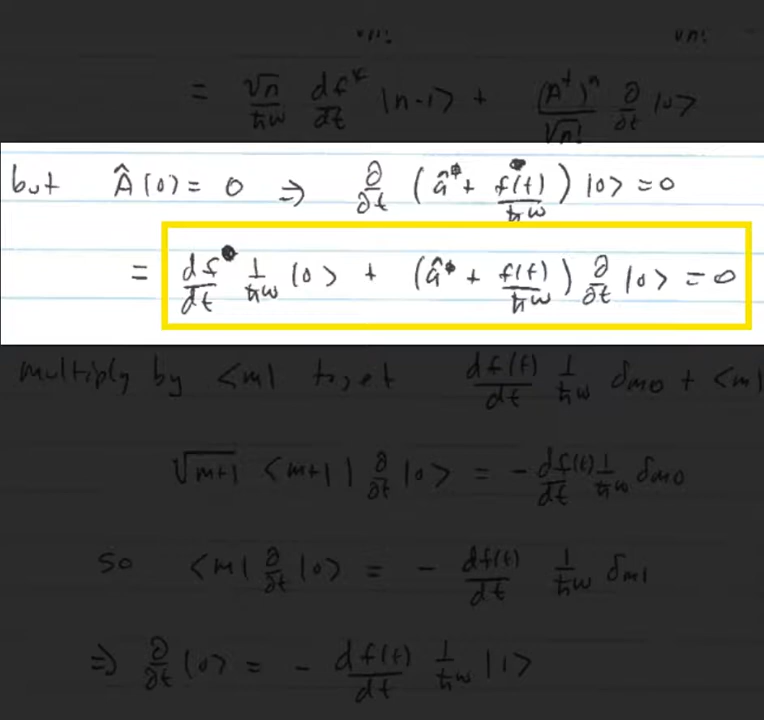 = √n/ħω df*/dt |n-1> + (A†)ⁿ/√n! ∂/∂t |0>
but Â|0> = 0 ⇒ ∂/∂t (â + f(t)/ħω) |0> = 0
= df/dt 1/ħω |0> + (â + f(t)/ħω) ∂/∂t |0> = 0
multiply by <m| to get df(t)/dt 1/ħω δm0 + <m|
√m+1 <m+1| ∂/∂t |0> = - df(t)/dt 1/ħω δm0
so <m| ∂/∂t |0> = - df(t)/dt 1/ħω δm1
⇒ ∂/∂t |0> = - df(t)/dt 1/ħω |1>